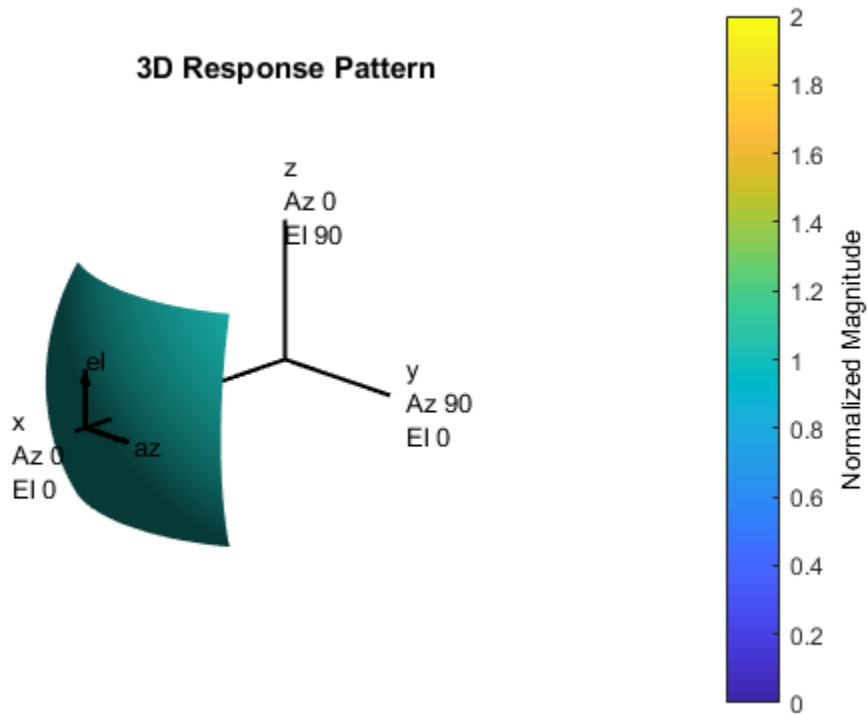 3D Response Pattern
z
Az 0
El 90
el
y
Az 90
El 0
x
Az 0
El 0
az
2
1.8
1.6
1.4
1.2
1
0.8
0.6
0.4
0.2
0
Normalized Magnitude